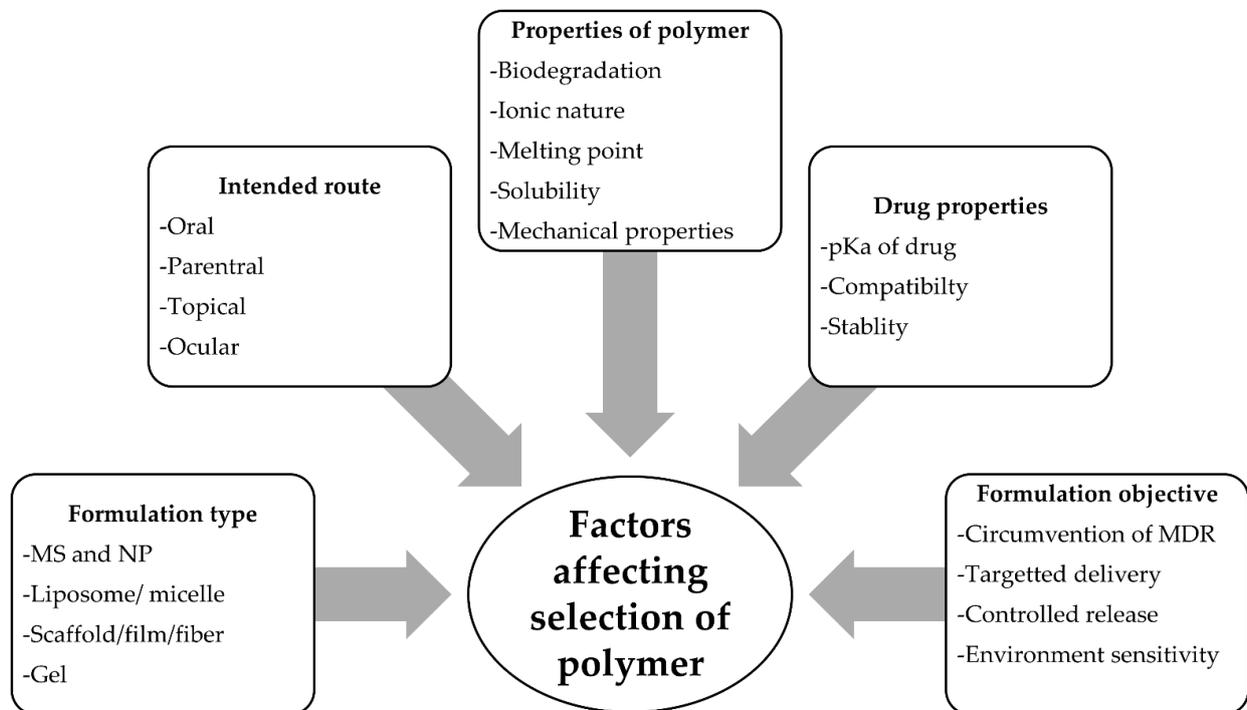 Properties of polymer
-Biodegradation
-Ionic nature
-Melting point
-Solubility
-Mechanical properties
Intended route
-Oral
-Parentral
-Topical
-Ocular
Drug properties
-pKa of drug
-Compatibilty
-Stablity
Formulation type
-MS and NP
-Liposome/ micelle
-Scaffold/film/fiber
-Gel
Factors
affecting
selection of
polymer
Formulation objective
-Circumvention of MDR
-Targetted delivery
-Controlled release
-Environment sensitivity